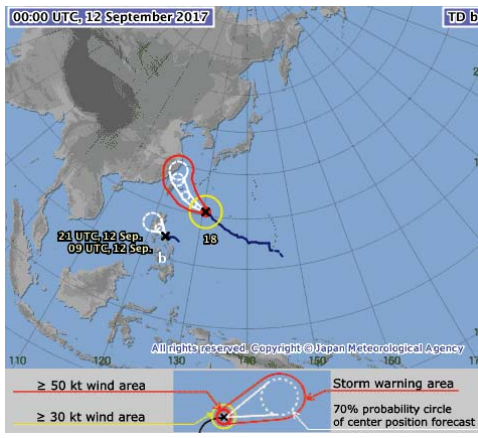 00:00 UTC, 12 September 2017
TD b
21 UTC, 12 Sep.
09 UTC, 12 Sep.
18
b
All rights reserved. Copyright © Japan Meteorological Agency
110
120
130
140
150
160
17
≥ 50 kt wind area
Storm warning area
≥ 30 kt wind area
70% probability circle
of center position forecast